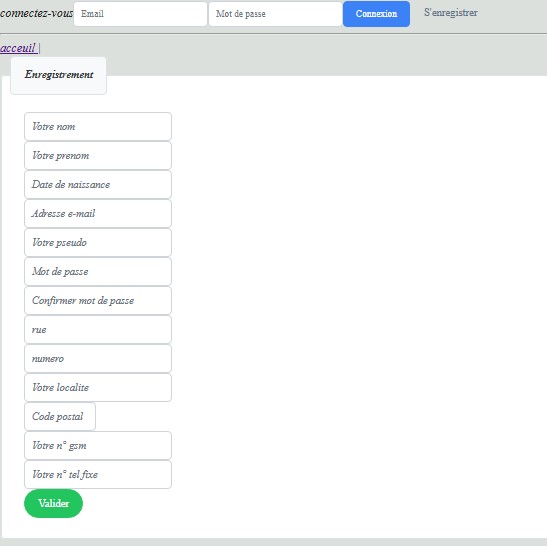 connectez-vous Email Mot de passe Connexion S'enregistrer
acceuil |
Enregistrement
Votre nom
Votre prenom
Date de naissance
Adresse e-mail
Votre pseudo
Mot de passe
Confirmer mot de passe
rue
numero
Votre localite
Code postal
Votre n° gsm
Votre n° tel fixe
Valider